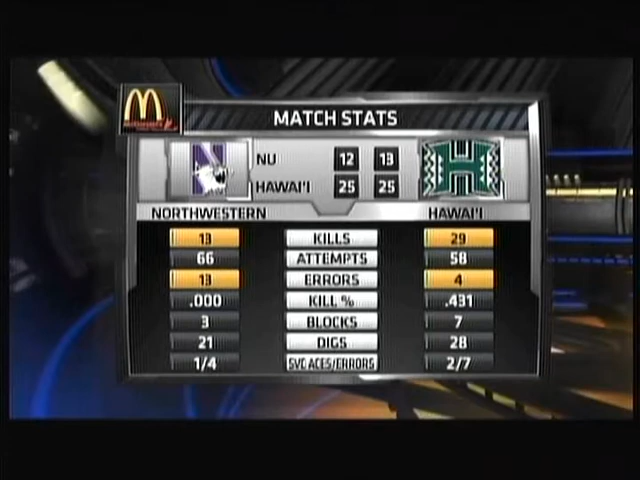 MATCH STATS
NU 12 13
HAWAI'I 25 25
NORTHWESTERN HAWAI'I
13 KILLS 29
66 ATTEMPTS 58
13 ERRORS 4
.000 KILL % .431
3 BLOCKS 7
21 DIGS 28
1/4 SVC ACES/ERRORS 2/7